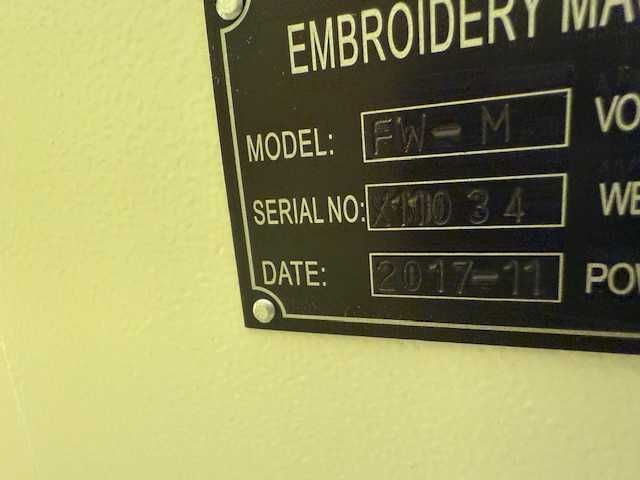 EMBROIDERY MA
MODEL: FW-M VO
SERIAL NO: WE
DATE: 2017-11 POW